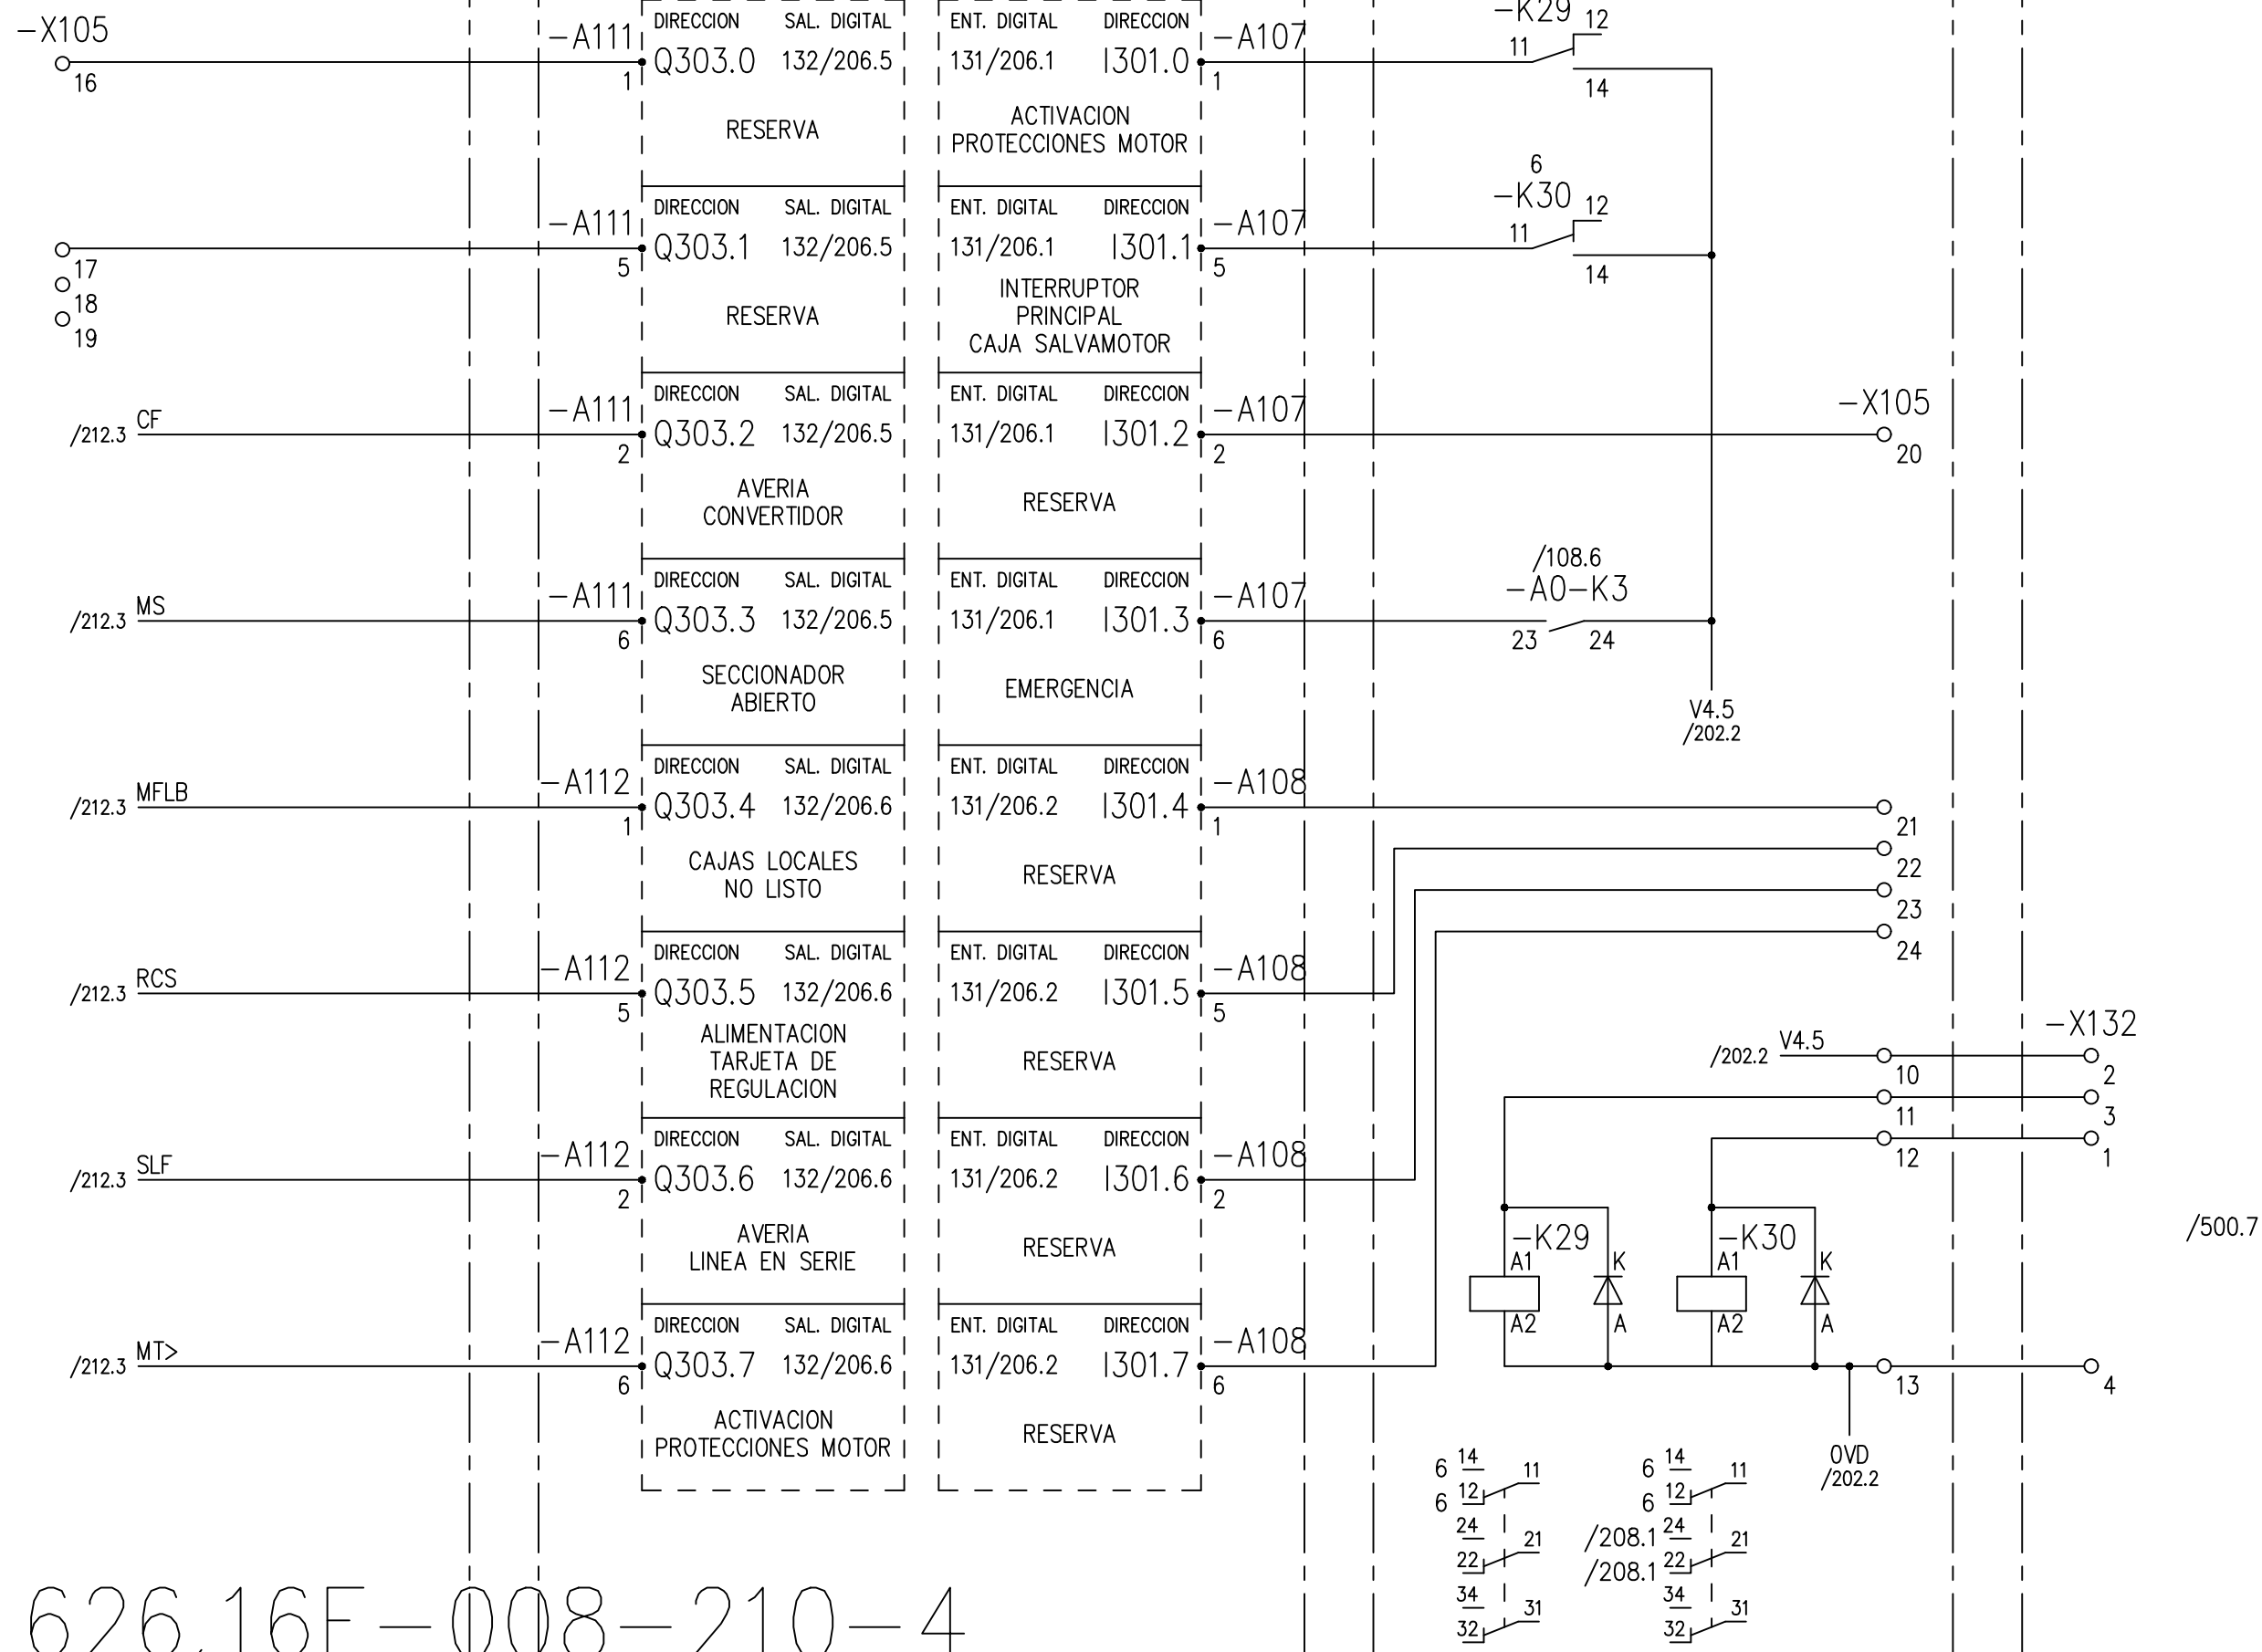 -X105
16
-A111
1
DIRECCION SAL. DIGITAL
Q303.0 132/206.5
RESERVA
ENT. DIGITAL DIRECCION
131/206.1 I301.0
ACTIVACION
PROTECCIONES MOTOR
-A107
1
-K29
11
12
14
17
18
19
-A111
5
DIRECCION SAL. DIGITAL
Q303.1 132/206.5
RESERVA
ENT. DIGITAL DIRECCION
131/206.1 I301.1
INTERRUPTOR
PRINCIPAL
CAJA SALVAMOTOR
-A107
5
6
-K30
11
12
14
/212.3 CF
-A111
2
DIRECCION SAL. DIGITAL
Q303.2 132/206.5
AVERIA
CONVERTIDOR
ENT. DIGITAL DIRECCION
131/206.1 I301.2
RESERVA
-A107
2
-X105
20
/212.3 MS
-A111
6
DIRECCION SAL. DIGITAL
Q303.3 132/206.5
SECCIONADOR
ABIERTO
ENT. DIGITAL DIRECCION
131/206.1 I301.3
EMERGENCIA
-A107
6
/108.6
-A0-K3
23 24
V4.5
/202.2
/212.3 MFLB
-A112
1
DIRECCION SAL. DIGITAL
Q303.4 132/206.6
CAJAS LOCALES
NO LISTO
ENT. DIGITAL DIRECCION
131/206.2 I301.4
RESERVA
-A108
1
21
22
23
24
/212.3 RCS
-A112
5
DIRECCION SAL. DIGITAL
Q303.5 132/206.6
ALIMENTACION
TARJETA DE
REGULACION
ENT. DIGITAL DIRECCION
131/206.2 I301.5
RESERVA
-A108
5
-X132
/202.2 V4.5
10 2
11 3
12 1
/212.3 SLF
-A112
2
DIRECCION SAL. DIGITAL
Q303.6 132/206.6
AVERIA
LINEA EN SERIE
ENT. DIGITAL DIRECCION
131/206.2 I301.6
RESERVA
-A108
2
/500.7
-K29
A1 K
A2 A
-K30
A1 K
A2 A
/212.3 MT>
-A112
6
DIRECCION SAL. DIGITAL
Q303.7 132/206.6
ACTIVACION
PROTECCIONES MOTOR
ENT. DIGITAL DIRECCION
131/206.2 I301.7
RESERVA
-A108
6
13 4
0VD
/202.2
6 14 11
6 12
24 21
22
34 31
32
6 14 11
6 12
/208.1 24 21
/208.1 22
34 31
32
626.16F-008-210-4